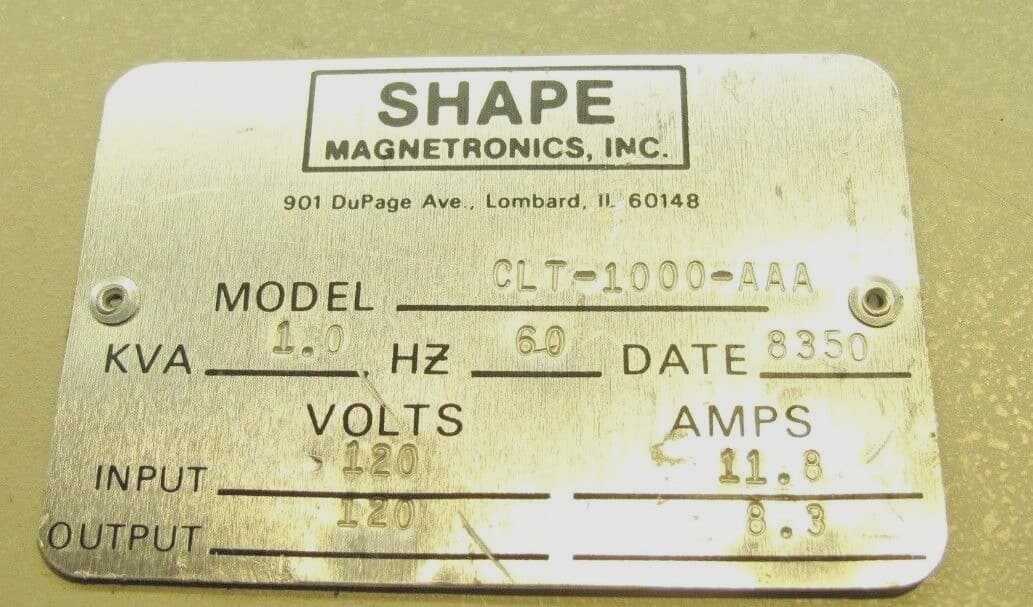 SHAPE
MAGNETRONICS, INC.
901 DuPage Ave., Lombard, IL 60148
MODEL CLT-1000-AAA
KVA 1.0 HZ 60 DATE 8350
VOLTS AMPS
INPUT 120 11.8
OUTPUT 120 8.3